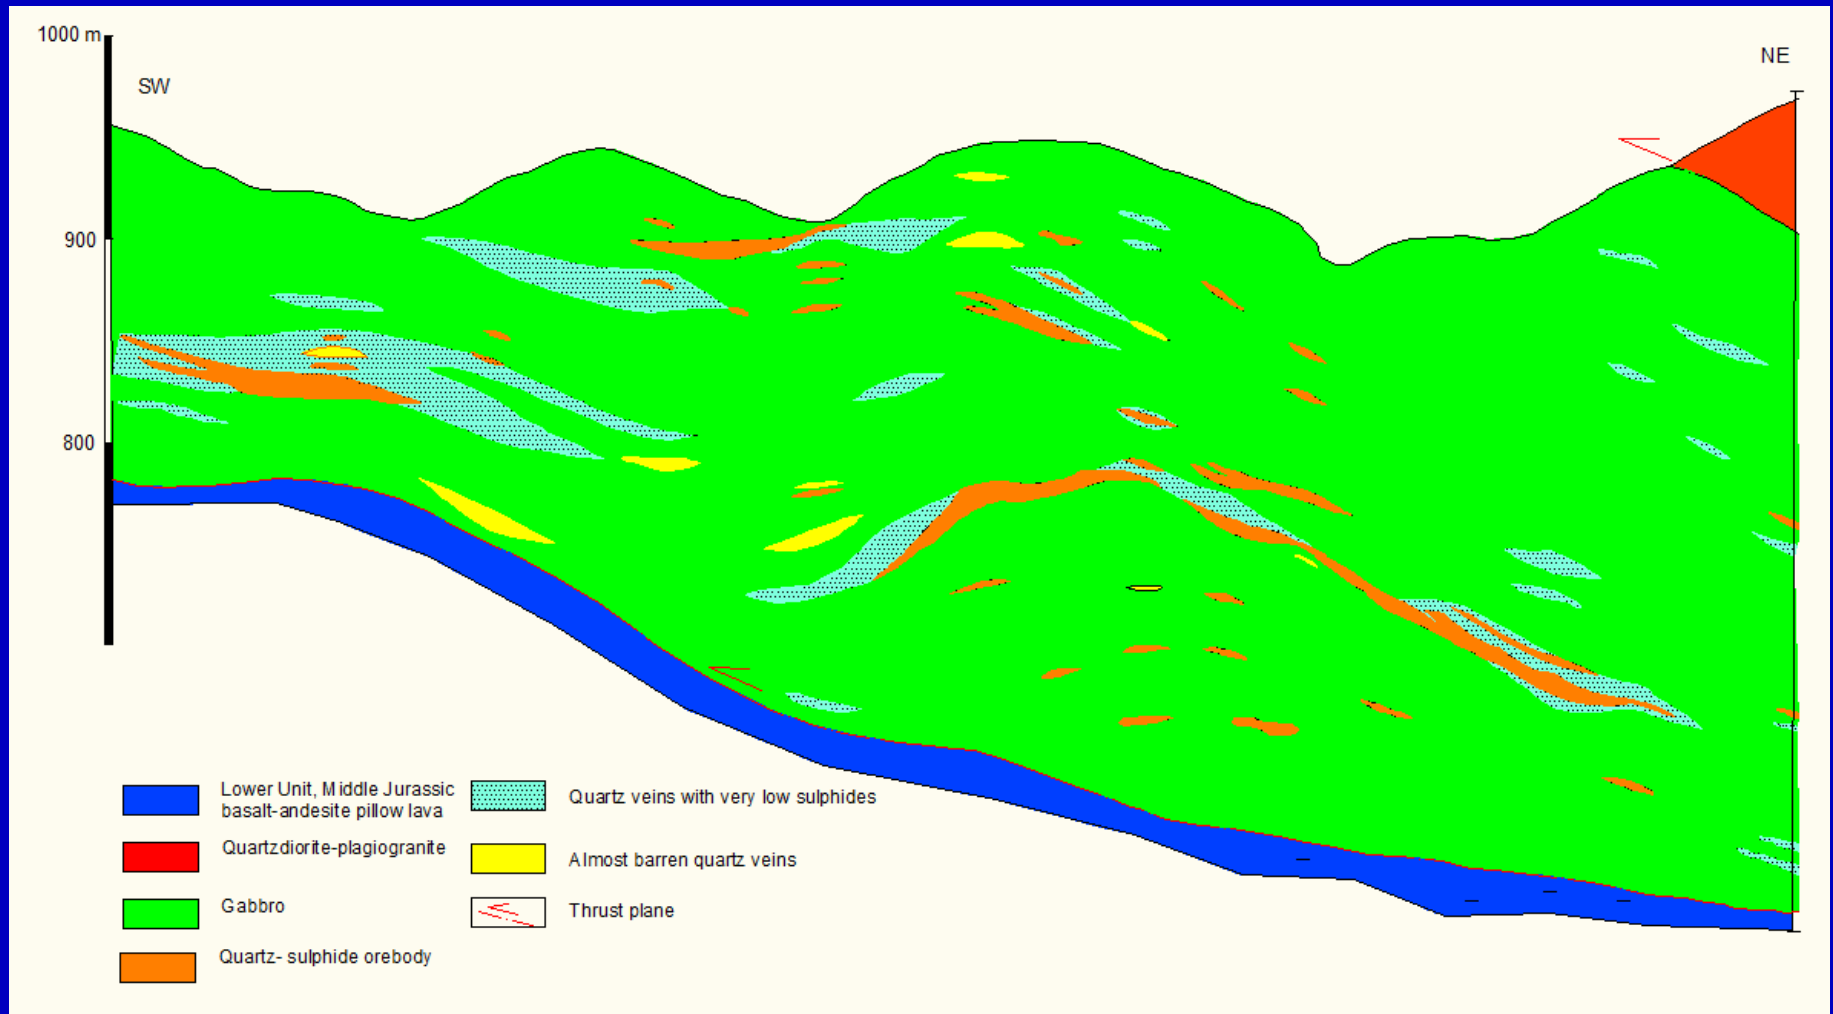 1000 m
SW
NE
900
800
Lower Unit, Middle Jurassic
basalt-andesite pillow lava
Quartzdiorite-plagiogranite
Gabbro
Quartz- sulphide orebody
Quartz veins with very low sulphides
Almost barren quartz veins
Thrust plane